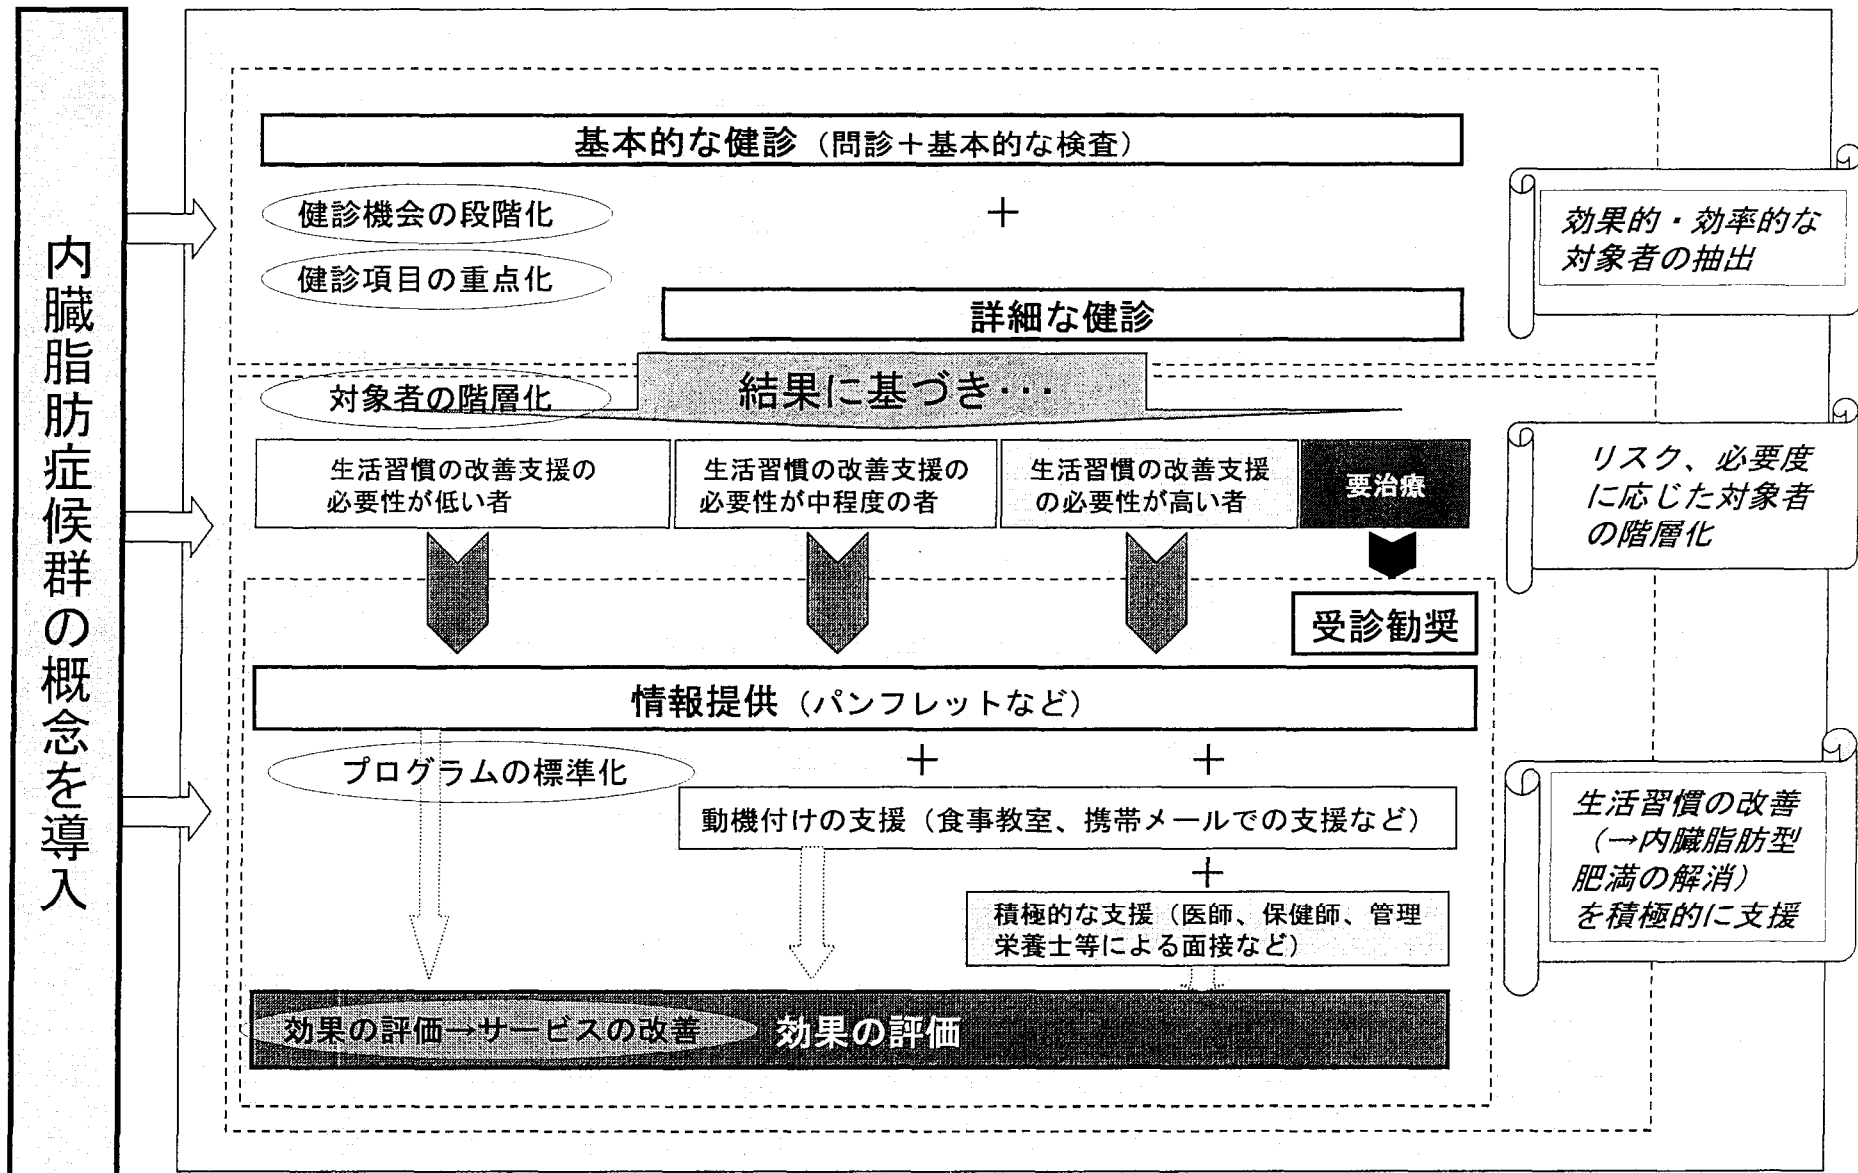 内臓脂肪症候群の概念を導入
基本的な健診（問診＋基本的な検査）
健診機会の段階化
＋
健診項目の重点化
詳細な健診
効果的・効率的な
対象者の抽出
対象者の階層化
結果に基づき・・・
生活習慣の改善支援の
必要性が低い者
生活習慣の改善支援の
必要性が中程度の者
生活習慣の改善支援
の必要性が高い者
要治療
リスク、必要度
に応じた対象者
の階層化
受診勧奨
情報提供（パンフレットなど）
プログラムの標準化
＋
＋
動機付けの支援（食事教室、携帯メールでの支援など）
＋
積極的な支援（医師、保健師、管理
栄養士等による面接など）
生活習慣の改善
（→内臓脂肪型
肥満の解消）
を積極的に支援
効果の評価→サービスの改善
効果の評価